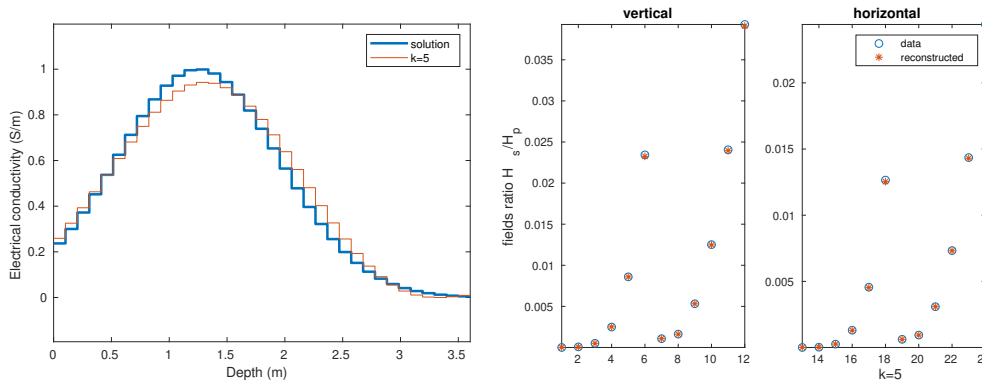 solution
k=5
1
0.8
0.6
0.4
0.2
0
Electrical conductivity (S/m)
0 0.5 1 1.5 2 2.5 3 3.5
Depth (m)
vertical
0.035
0.03
0.025
0.02
0.015
0.01
0.005
fields ratio H s/Hp
2 4 6 8 10 12
horizontal
data
reconstructed
0.02
0.015
0.01
0.005
14 16 18 20 22 24
k=5